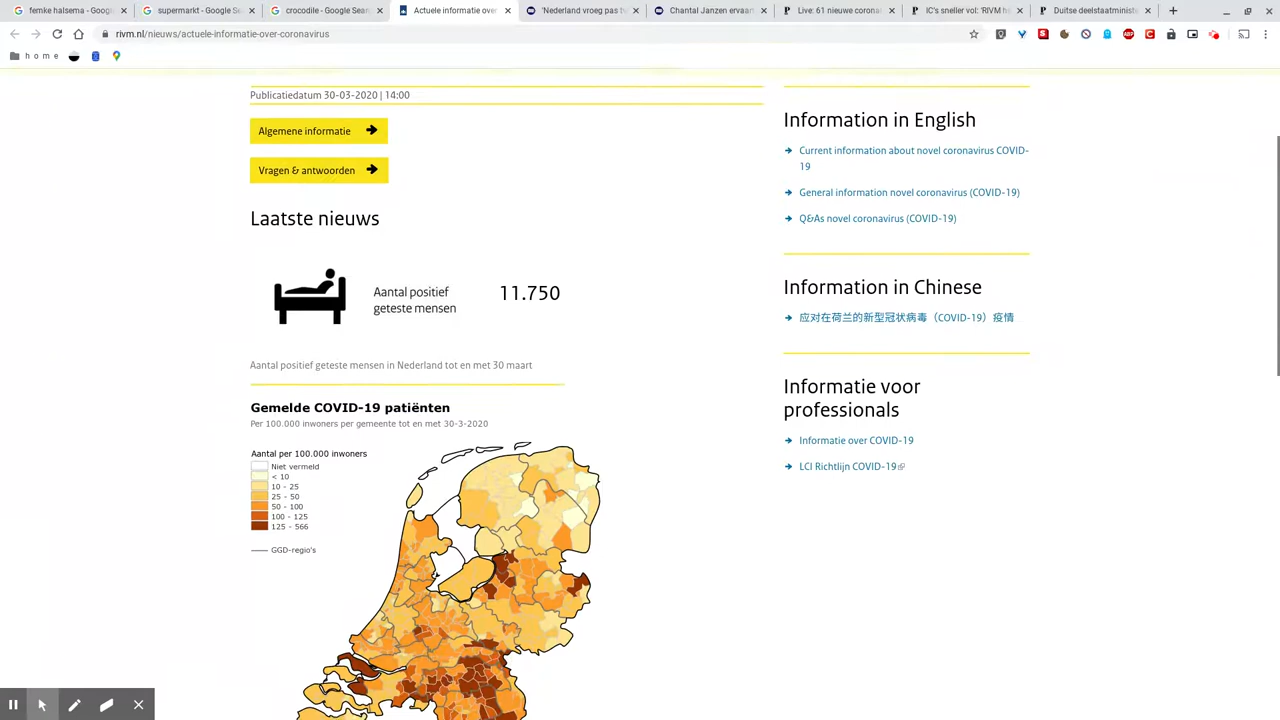 femke halsema - Goog
supermarkt - Google Se
crocodile - Google Sear
Actuele informatie over
'Nederland vroeg pas t
Chantal Janzen ervaart
Live: 61 nieuwe corona
IC's sneller vol: 'RIVM h
Duitse deelstaatministe
rivm.nl/nieuws/actuele-informatie-over-coronavirus
home
Publicatiedatum 30-03-2020 | 14:00
Algemene informatie
Vragen & antwoorden
Laatste nieuws
Aantal positief
geteste mensen
11.750
Aantal positief geteste mensen in Nederland tot en met 30 maart
Gemelde COVID-19 patiënten
Per 100.000 inwoners per gemeente tot en met 30-3-2020
Aantal per 100.000 inwoners
Niet vermeld
< 10
10 - 25
25 - 50
50 - 100
100 - 125
125 - 566
GGD-regio's
Information in English
Current information about novel coronavirus COVID-
19
General information novel coronavirus (COVID-19)
Q&As novel coronavirus (COVID-19)
Information in Chinese
应对在荷兰的新型冠状病毒（COVID-19）疫情
Informatie voor
professionals
Informatie over COVID-19
LCI Richtlijn COVID-19